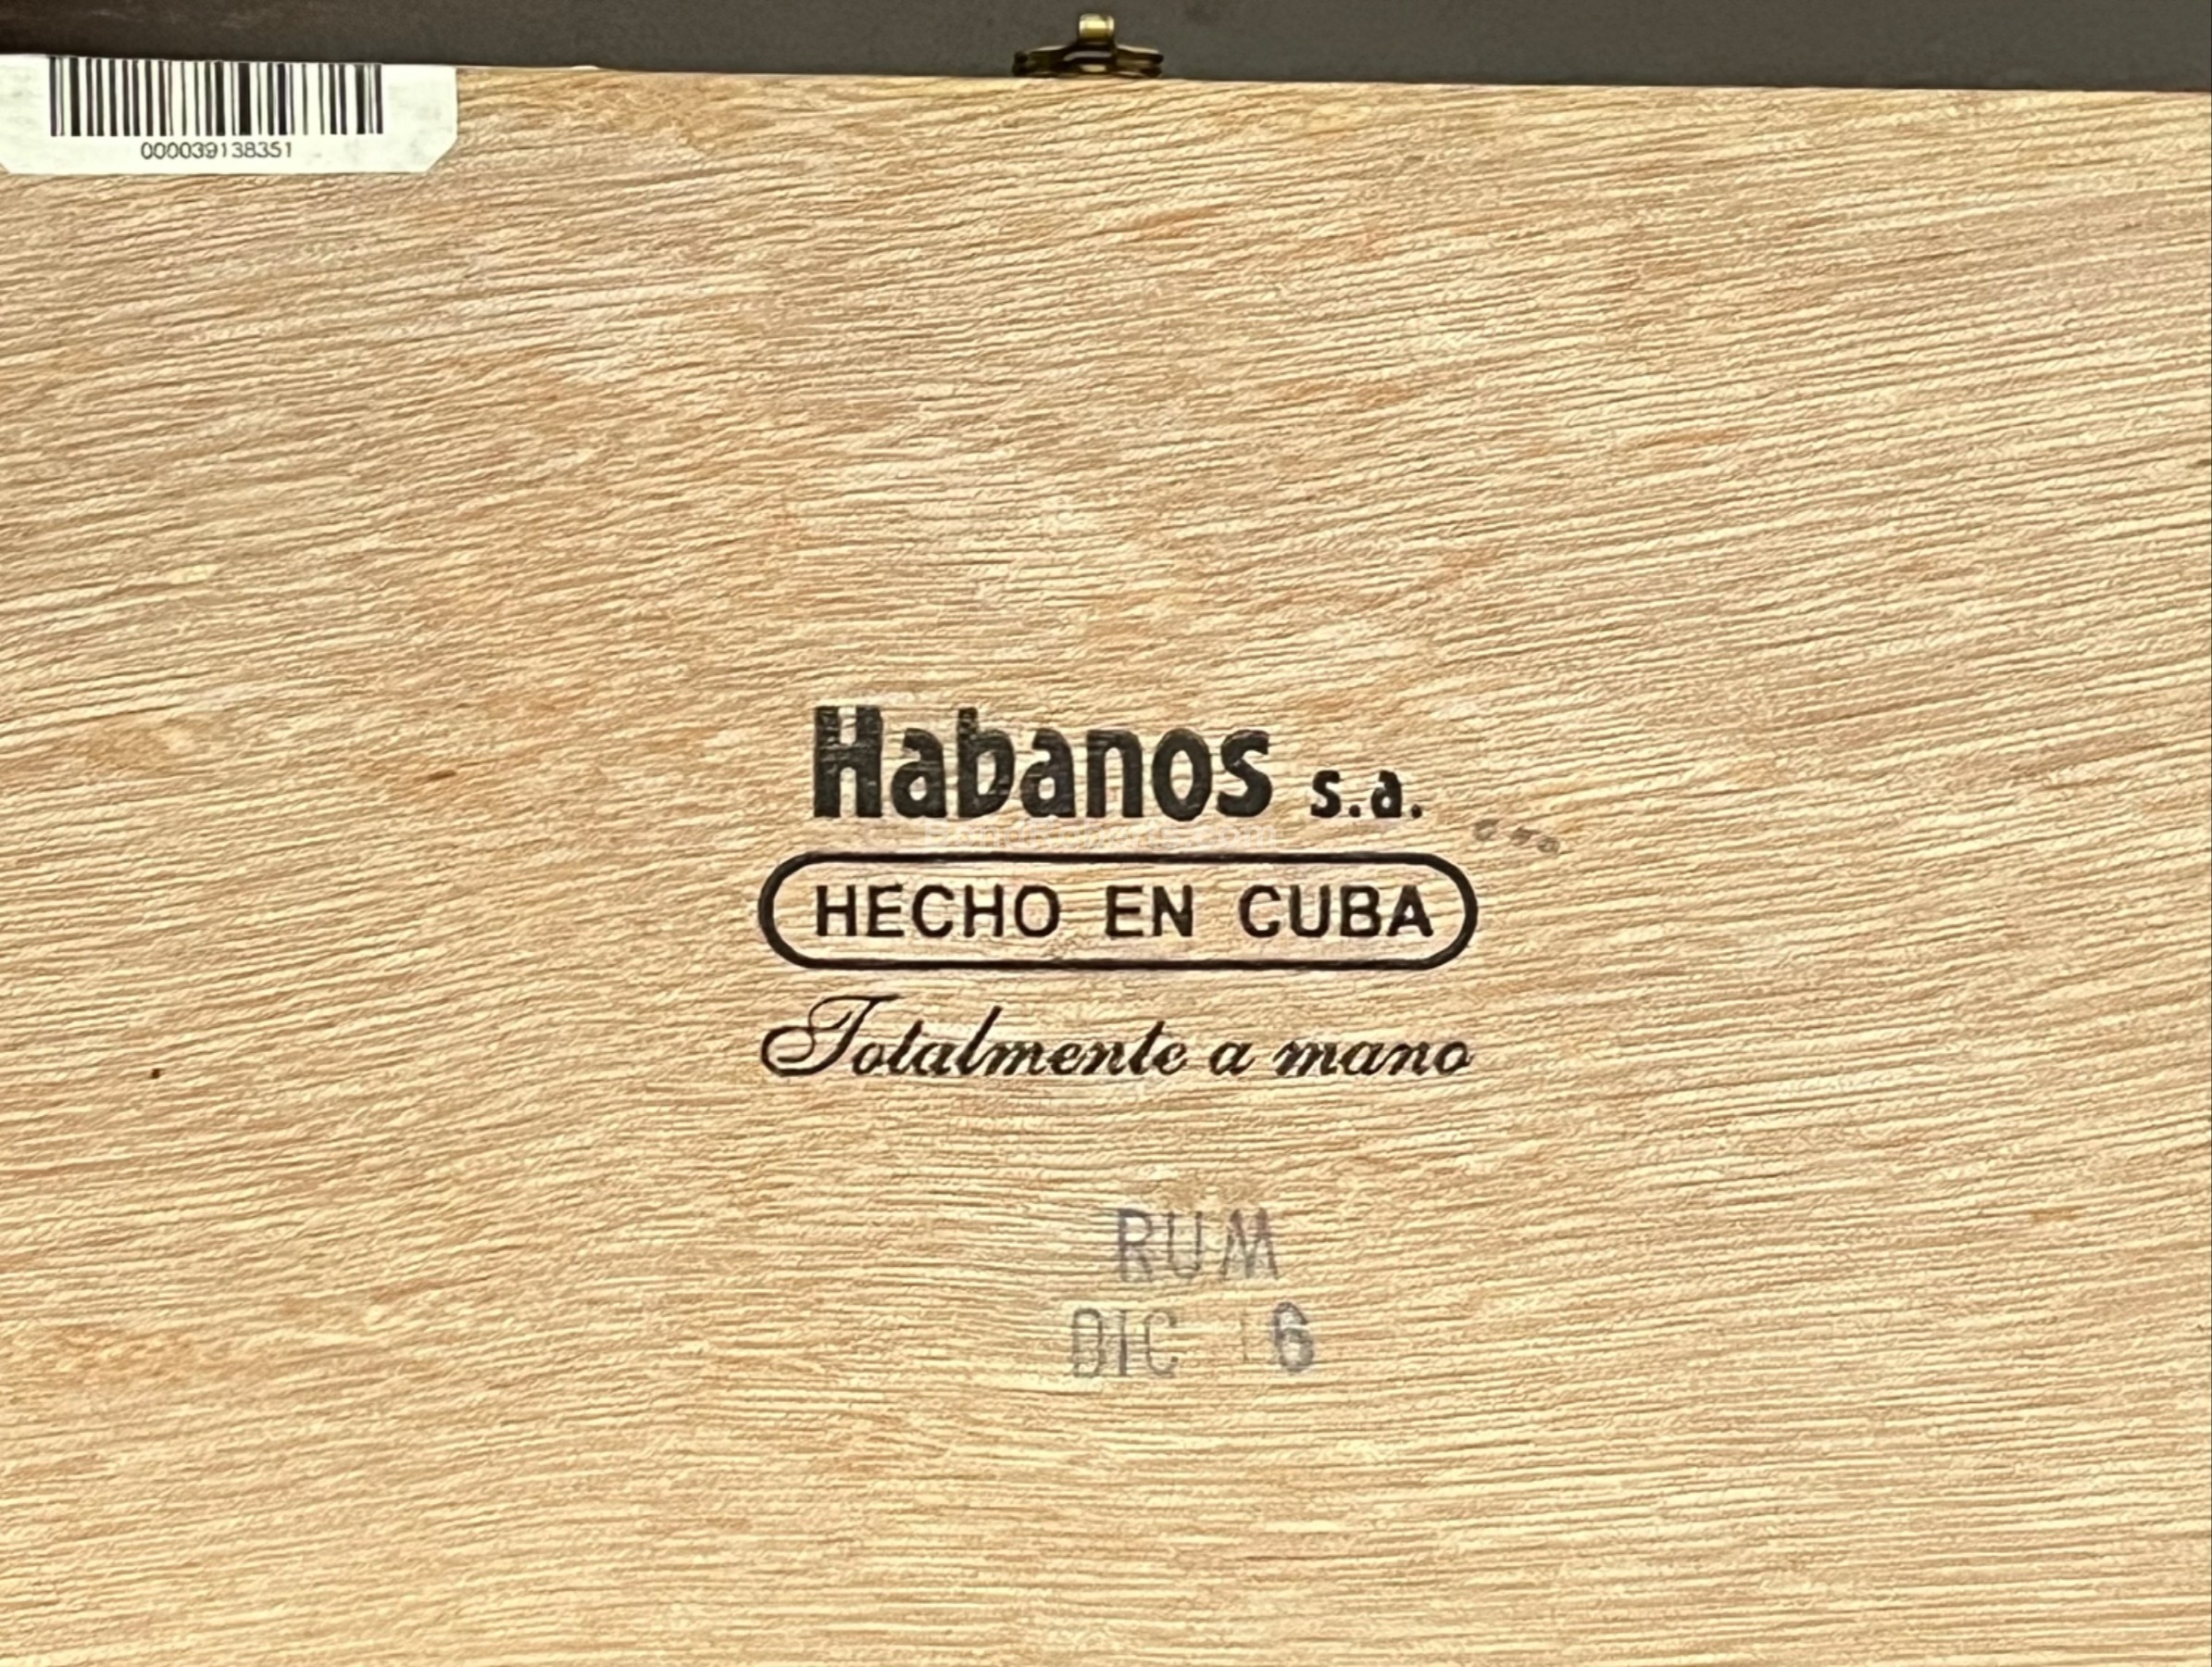 000039138351
Habanos s.a.
HECHO EN CUBA
Totalmente a mano
RUM
DIC 16